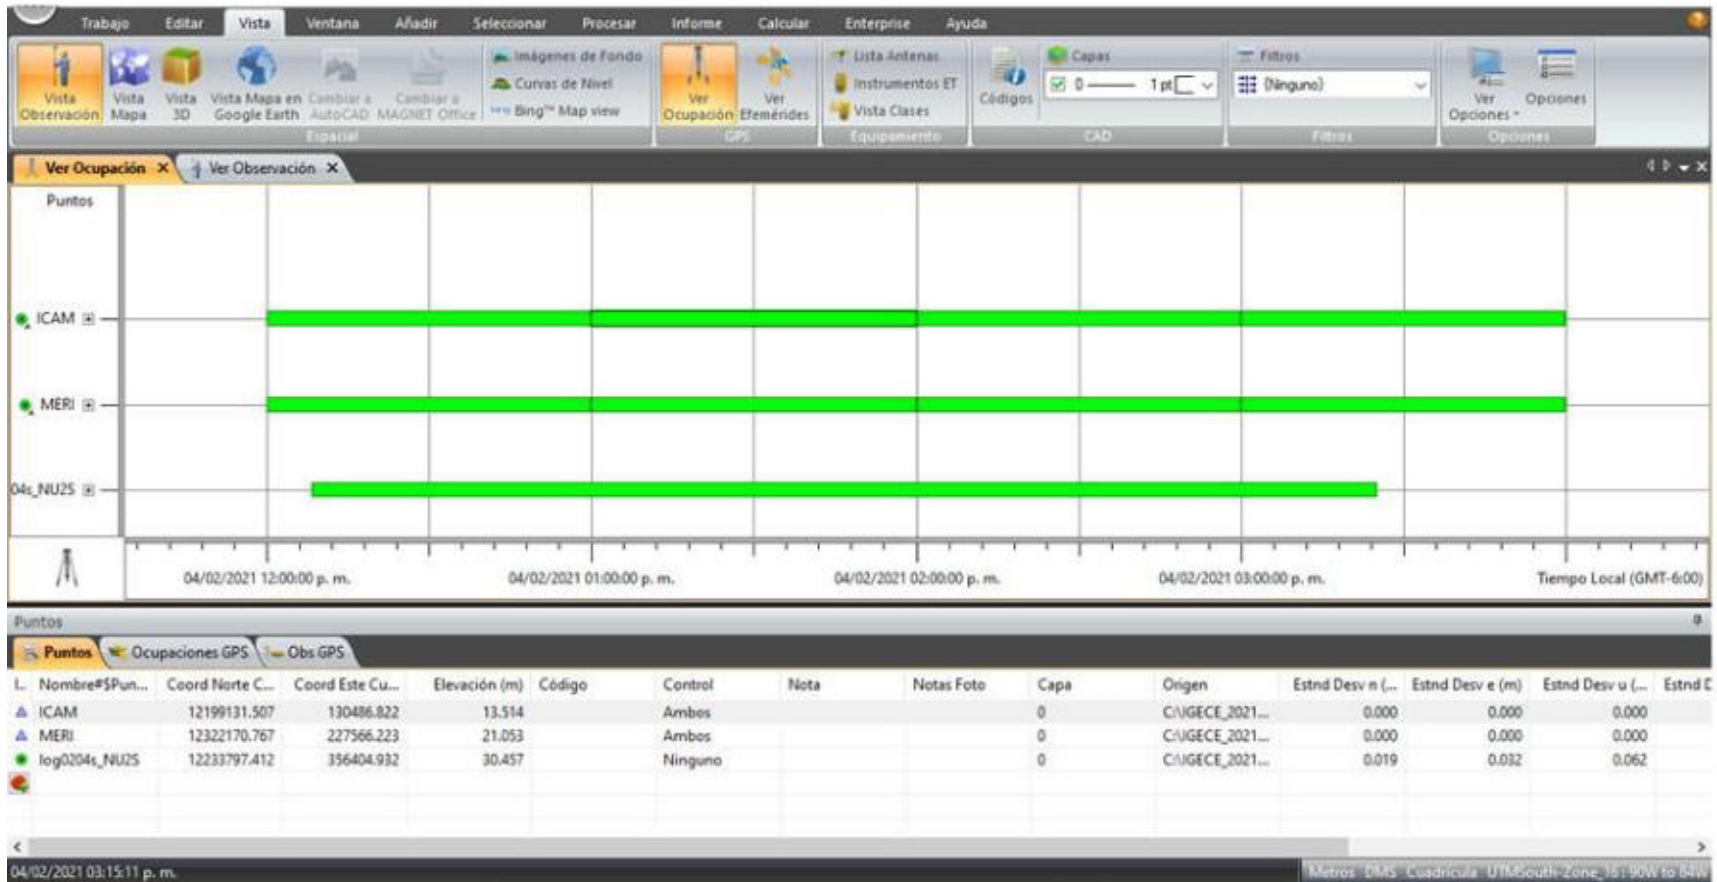 Trabajo Editar Vista Ventana Añadir Seleccionar Procesar Informe Calcular Enterprise Ayuda
Vista Observación
Vista Mapa
Vista 3D
Vista Mapa en Google Earth
Cambiar a AutoCAD
Cambiar a MAGNET Office
Imágenes de Fondo
Curvas de Nivel
Bing™ Map view
Ver Ocupación
Ver Efemérides
Lista Antenas
Instrumentos ET
Vista Clases
Códigos
Capas
0 1 pt
Filtros
(Ninguno)
Ver Opciones
Opciones
Espacial GPS Equipamiento CAD Filtros Opciones
Ver Ocupación Ver Observación
Puntos
ICAM
MERI
04s_NU2S
04/02/2021 12:00:00 p. m. 04/02/2021 01:00:00 p. m. 04/02/2021 02:00:00 p. m. 04/02/2021 03:00:00 p. m. Tiempo Local (GMT-6:00)
Puntos
Puntos Ocupaciones GPS Obs GPS
I... Nombre#$Pun... Coord Norte C... Coord Este Cu... Elevación (m) Código Control Nota Notas Foto Capa Origen Estnd Desv n (... Estnd Desv e (m) Estnd Desv u (... Estnd D
ICAM 12199131.507 130486.822 13.514 Ambos 0 C:\IGECE_2021... 0.000 0.000 0.000
MERI 12322170.767 227566.223 21.053 Ambos 0 C:\IGECE_2021... 0.000 0.000 0.000
log0204s_NU2S 12233797.412 356404.932 30.457 Ninguno 0 C:\IGECE_2021... 0.019 0.032 0.062
04/02/2021 03:15:11 p. m. Metros DMS Cuadrícula UTMSouth-Zone_16 : 90W to 84W